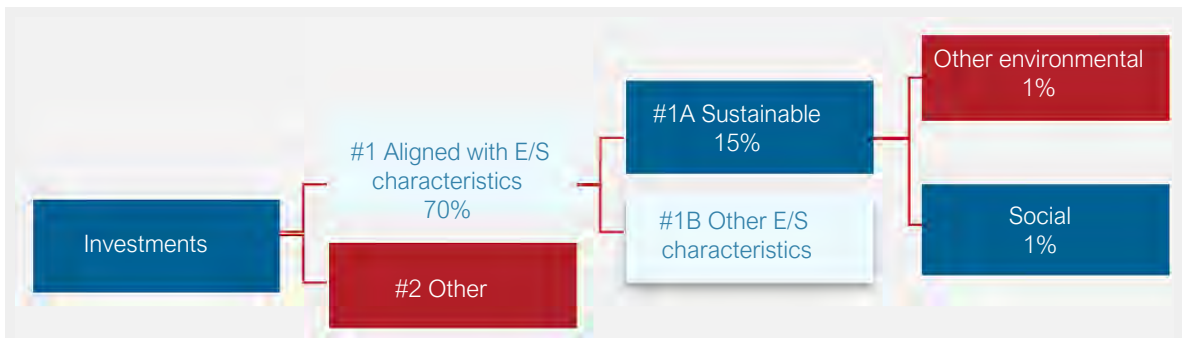 Investments
#1 Aligned with E/S
characteristics
70%
#2 Other
#1A Sustainable
15%
#1B Other E/S
characteristics
Other environmental
1%
Social
1%